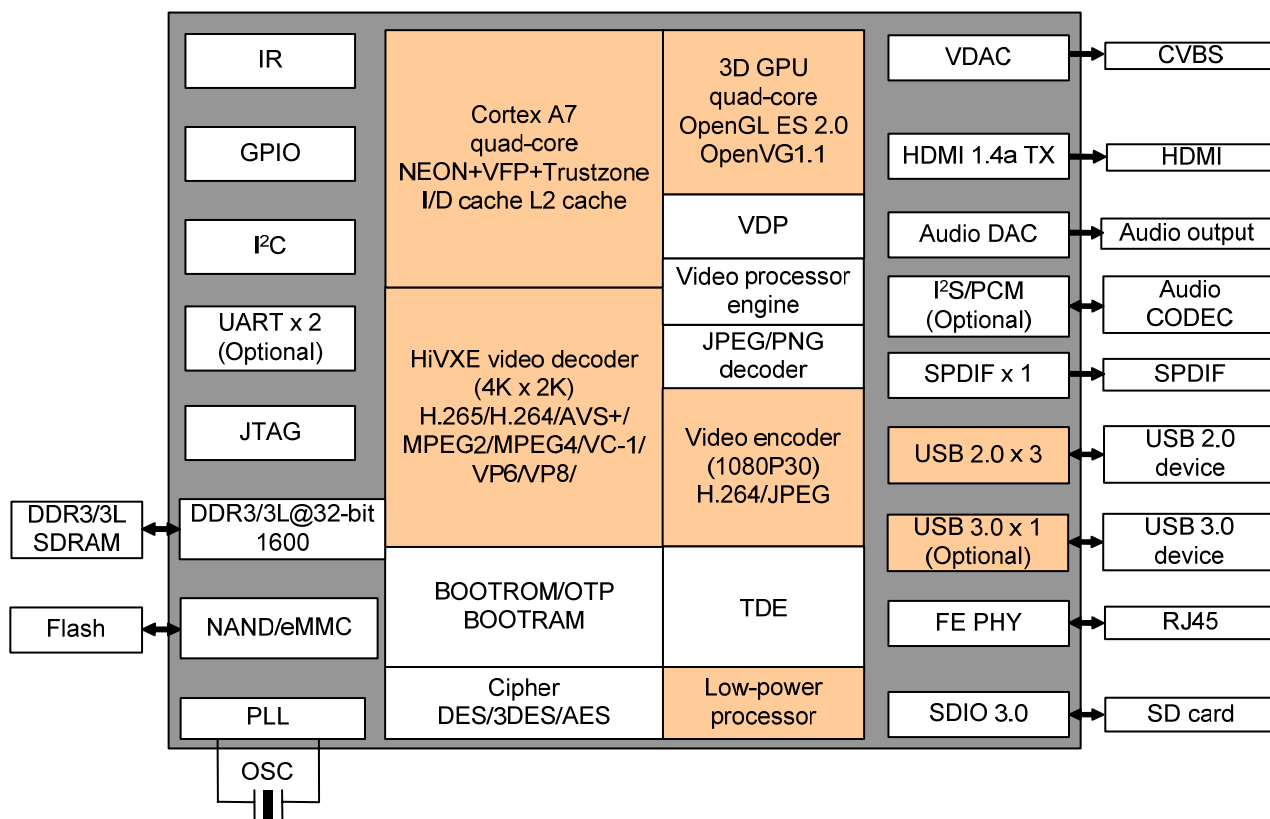 IR
GPIO
I²C
UART x 2
(Optional)
JTAG
DDR3/3L
SDRAM
DDR3/3L@32-bit
1600
Flash
NAND/eMMC
PLL
OSC
Cortex A7
quad-core
NEON+VFP+Trustzone
I/D cache L2 cache
HiVXE video decoder
(4K x 2K)
H.265/H.264/AVS+/
MPEG2/MPEG4/VC-1/
VP6/VP8/
BOOTROM/OTP
BOOTRAM
Cipher
DES/3DES/AES
3D GPU
quad-core
OpenGL ES 2.0
OpenVG1.1
VDP
Video processor
engine
JPEG/PNG
decoder
Video encoder
(1080P30)
H.264/JPEG
TDE
Low-power
processor
VDAC
CVBS
HDMI 1.4a TX
HDMI
Audio DAC
Audio output
I²S/PCM
(Optional)
Audio
CODEC
SPDIF x 1
SPDIF
USB 2.0 x 3
USB 2.0
device
USB 3.0 x 1
(Optional)
USB 3.0
device
FE PHY
RJ45
SDIO 3.0
SD card